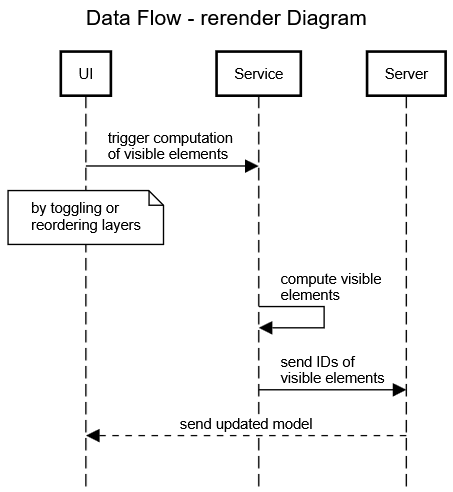 Data Flow - rerender Diagram
UI
Service
Server
trigger computation
of visible elements
by toggling or
reordering layers
compute visible
elements
send IDs of
visible elements
send updated model